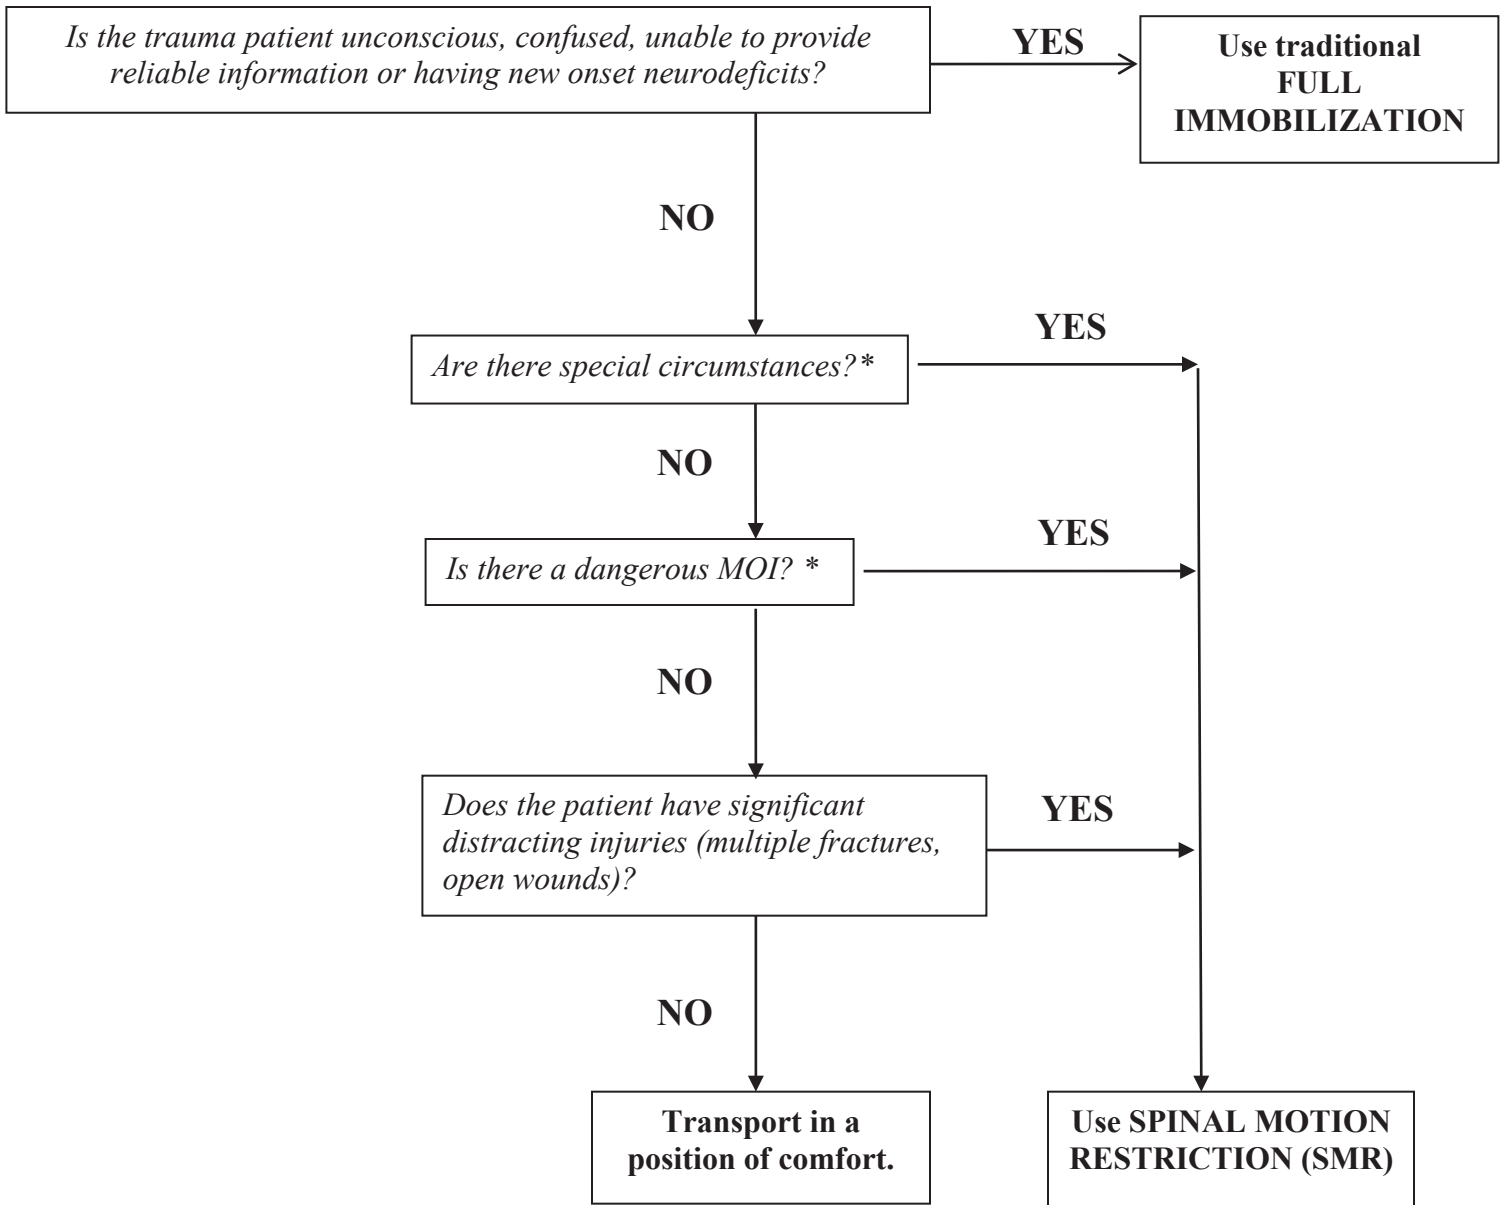 Is the trauma patient unconscious, confused, unable to provide
reliable information or having new onset neurodeficits?
YES
Use traditional
FULL
IMMOBILIZATION
NO
Are there special circumstances?*
YES
NO
Is there a dangerous MOI? *
YES
NO
Does the patient have significant
distracting injuries (multiple fractures,
open wounds)?
YES
NO
Transport in a
position of comfort.
Use SPINAL MOTION
RESTRICTION (SMR)